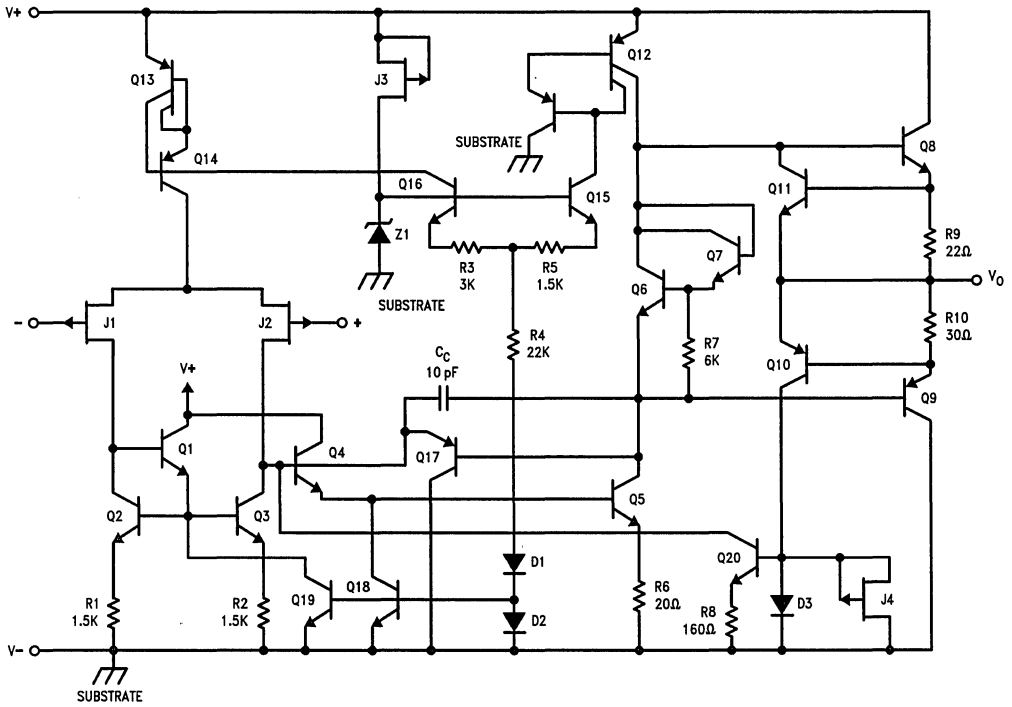 V+
Q13
J3
Q12
Q14
SUBSTRATE
Q8
Q16
Q15
Q11
Z1
R3
3K
R5
1.5K
Q7
R9
22Ω
SUBSTRATE
Q6
VO
−
J1
J2
+
R4
22K
R7
6K
R10
30Ω
CC
10 pF
Q10
V+
Q9
Q1
Q4
Q17
Q2
Q3
Q5
Q20
D1
R1
1.5K
R2
1.5K
Q19
Q18
D2
R6
20Ω
R8
160Ω
D3
J4
V−
SUBSTRATE